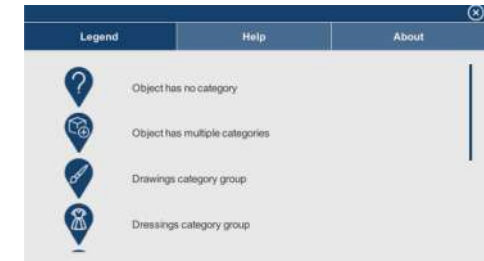 Legend Help About
Object has no category
Object has multiple categories
Drawings category group
Dressings category group